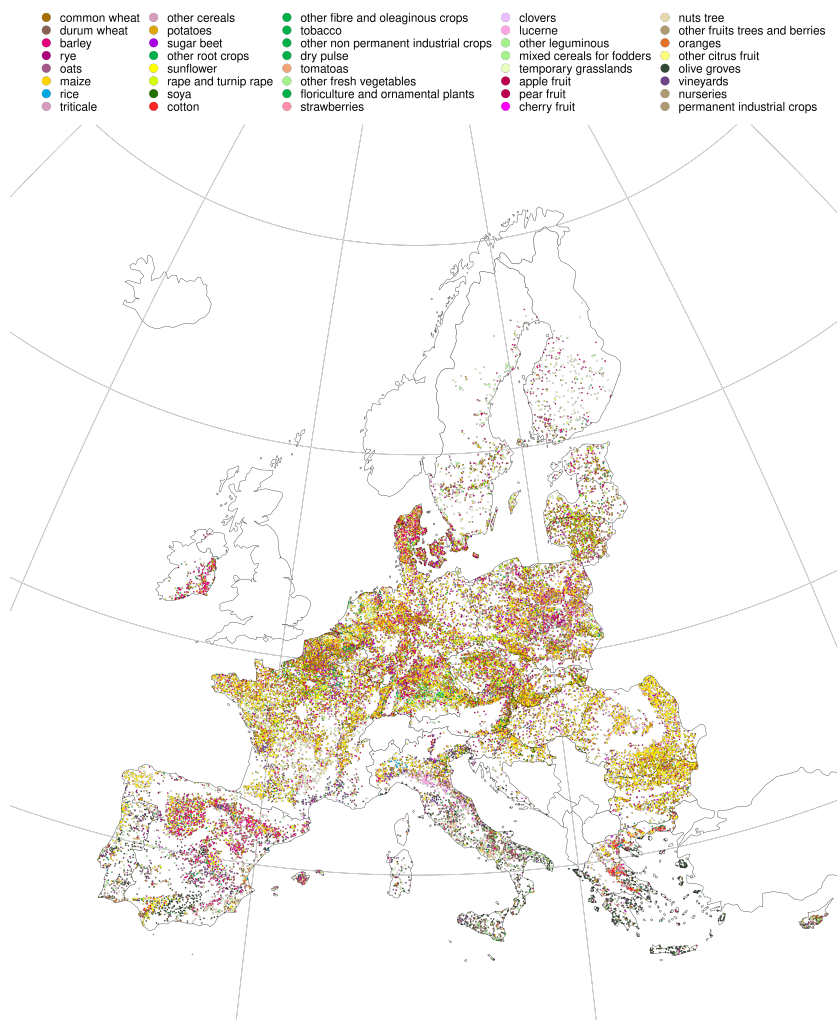 common wheat
durum wheat
barley
rye
oats
maize
rice
triticale
other cereals
potatoes
sugar beet
other root crops
sunflower
rape and turnip rape
soya
cotton
other fibre and oleaginous crops
tobacco
other non permanent industrial crops
dry pulse
tomatoas
other fresh vegetables
floriculture and ornamental plants
strawberries
clovers
lucerne
other leguminous
mixed cereals for fodders
temporary grasslands
apple fruit
pear fruit
cherry fruit
nuts tree
other fruits trees and berries
oranges
other citrus fruit
olive groves
vineyards
nurseries
permanent industrial crops